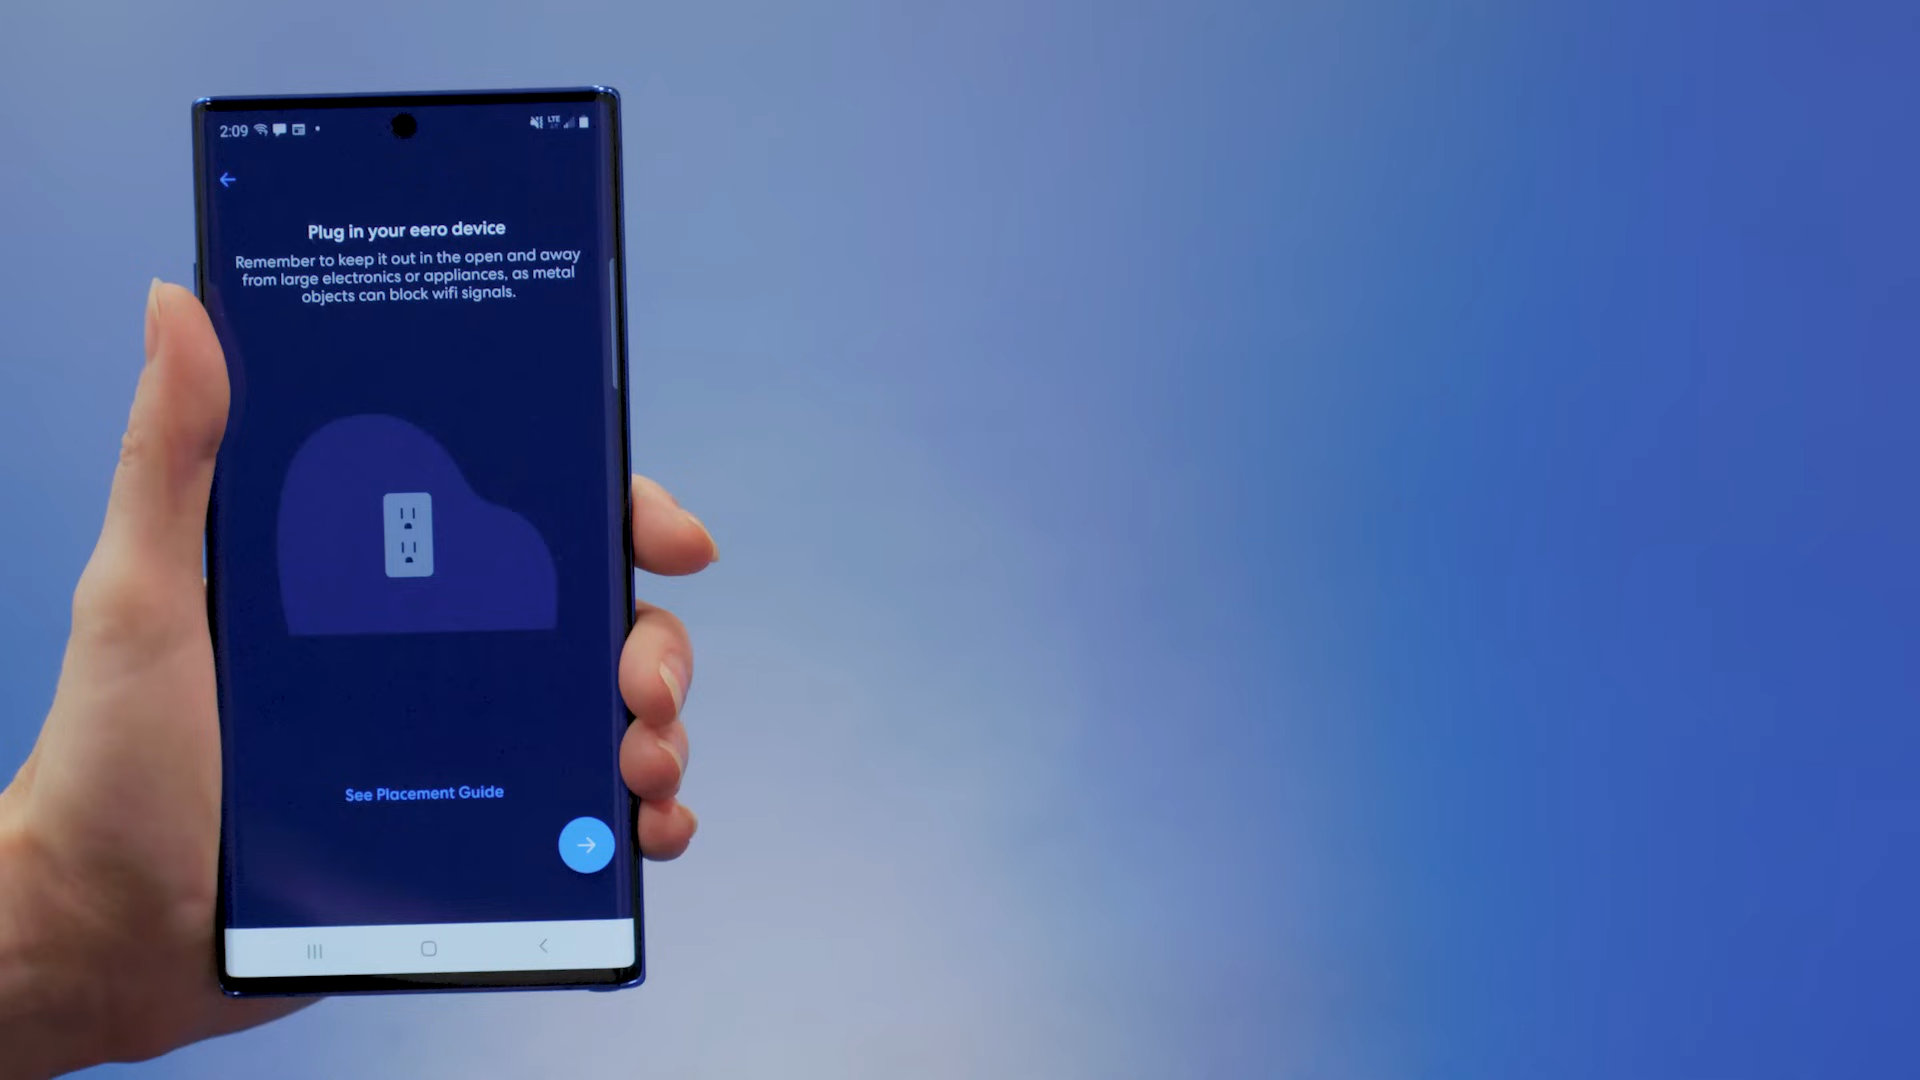 2:09
LTE
Plug in your eero device
Remember to keep it out in the open and away
from large electronics or appliances, as metal
objects can block wifi signals.
See Placement Guide